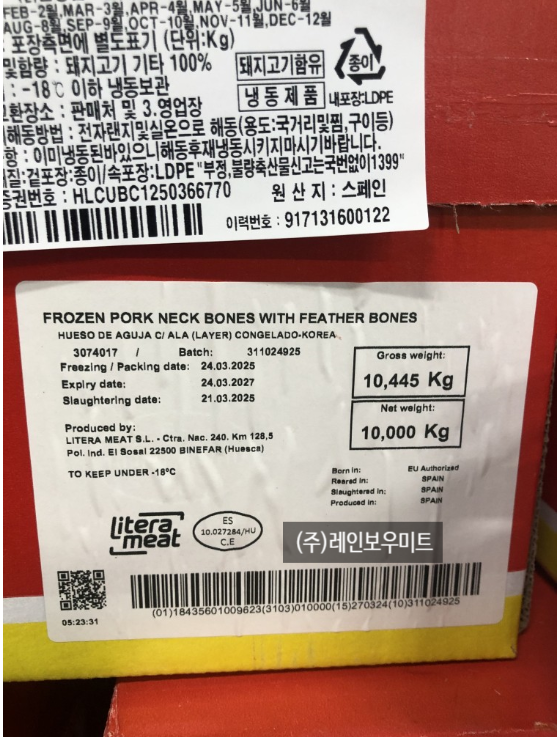 FEB-2월,MAR-3월,APR-4월,MAY-5월,JUN-6월
AUG-8월,SEP-9월,OCT-10월,NOV-11월,DEC-12월
포장측면에 별도표기 (단위:Kg)
및함량 : 돼지고기 기타 100%
돼지고기함유
종이
: -18℃ 이하 냉동보관
냉동제품
내포장:LDPE
환장소 : 판매처 및 3.영업장
해동방법 : 전자랜지및실온으로 해동(용도:국거리및찜,구이등)
항 : 이미냉동된바있으니해동후재냉동시키지마시기바랍니다.
질:겉포장:종이/속포장:LDPE "부정,불량축산물신고는국번없이1399"
증권번호 : HLCUBC1250366770
원산지 : 스페인
이력번호 : 917131600122
FROZEN PORK NECK BONES WITH FEATHER BONES
HUESO DE AGUJA C/ ALA (LAYER) CONGELADO-KOREA
3074017 / Batch: 311024925
Freezing / Packing date: 24.03.2025
Expiry date: 24.03.2027
Slaughtering date: 21.03.2025
Gross weight:
10,445 Kg
Net weight:
10,000 Kg
Produced by:
LITERA MEAT S.L. - Ctra. Nac. 240. Km 128,5
Pol. Ind. El Sosal 22500 BINEFAR (Huesca)
TO KEEP UNDER -18ºC
Born in: EU Authorized
Reared in: SPAIN
Slaughtered in: SPAIN
Produced in: SPAIN
litera
meat
ES
10.027284/HU
C.E
(주)레인보우미트
(01)18435601009623(3103)010000(15)270324(10)311024925
05:23:31